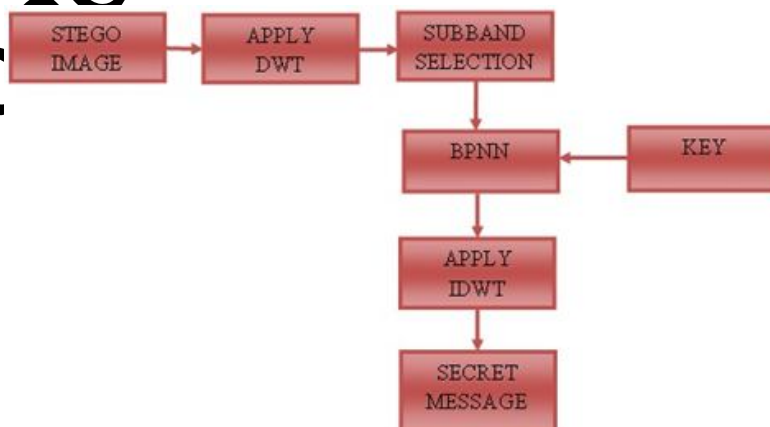 STEGO
IMAGE
APPLY
DWT
SUBBAND
SELECTION
BPNN
KEY
APPLY
IDWT
SECRET
MESSAGE